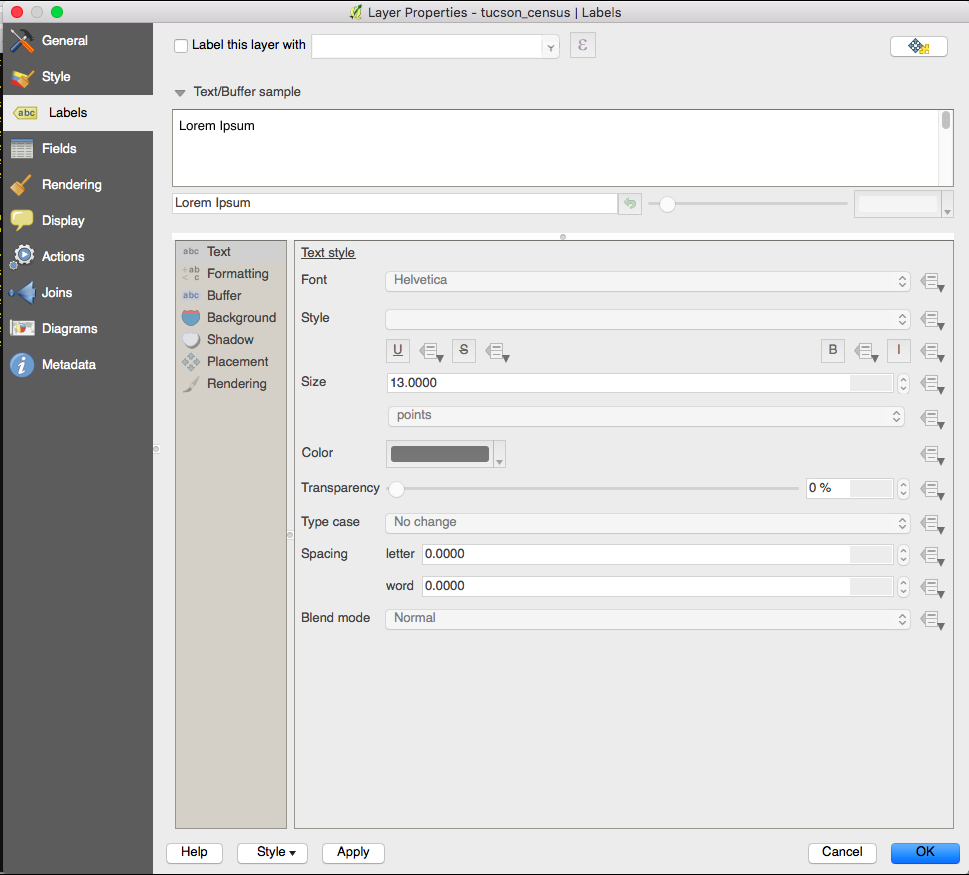 Layer Properties - tucson_census | Labels
General
Style
Labels
Fields
Rendering
Display
Actions
Joins
Diagrams
Metadata
Label this layer with
ε
Text/Buffer sample
Lorem Ipsum
Lorem Ipsum
abc Text
Formatting
abc Buffer
Background
Shadow
Placement
Rendering
Text style
Font Helvetica
Style
U S B I
Size 13.0000
points
Color
Transparency 0 %
Type case No change
Spacing letter 0.0000
word 0.0000
Blend mode Normal
Help Style Apply Cancel OK